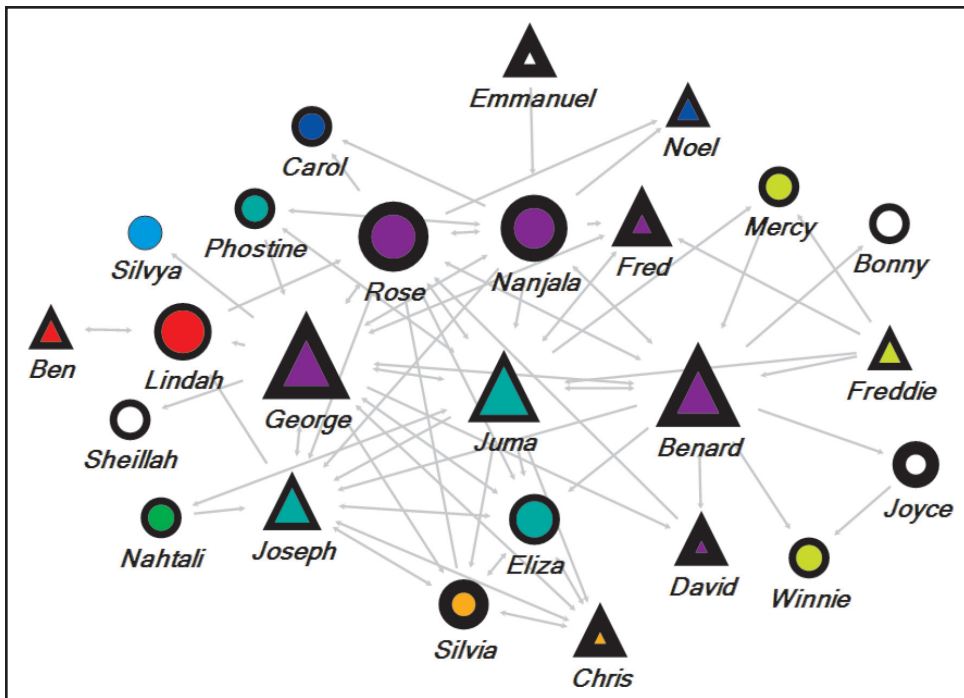 Emmanuel
Noel
Carol
Mercy
Phostine
Silvya
Rose
Nanjala
Fred
Bonny
Ben
Lindah
George
Juma
Benard
Freddie
Sheillah
Joyce
Nahtali
Joseph
Eliza
David
Winnie
Silvia
Chris